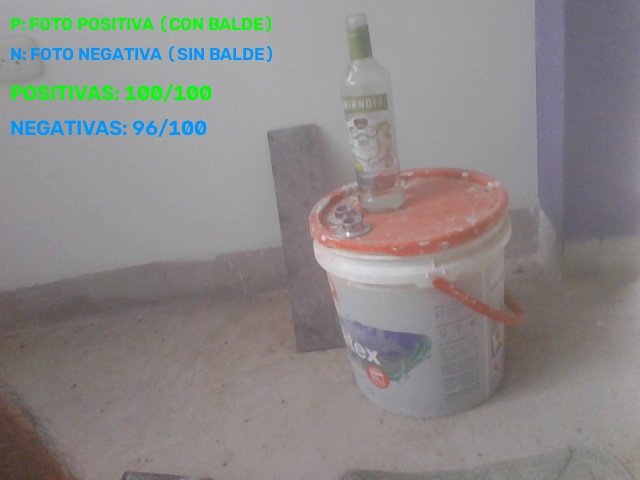 P: FOTO POSITIVA (CON BALDE)
N: FOTO NEGATIVA (SIN BALDE)
POSITIVAS: 100/100
NEGATIVAS: 96/100
SMIRNOFF